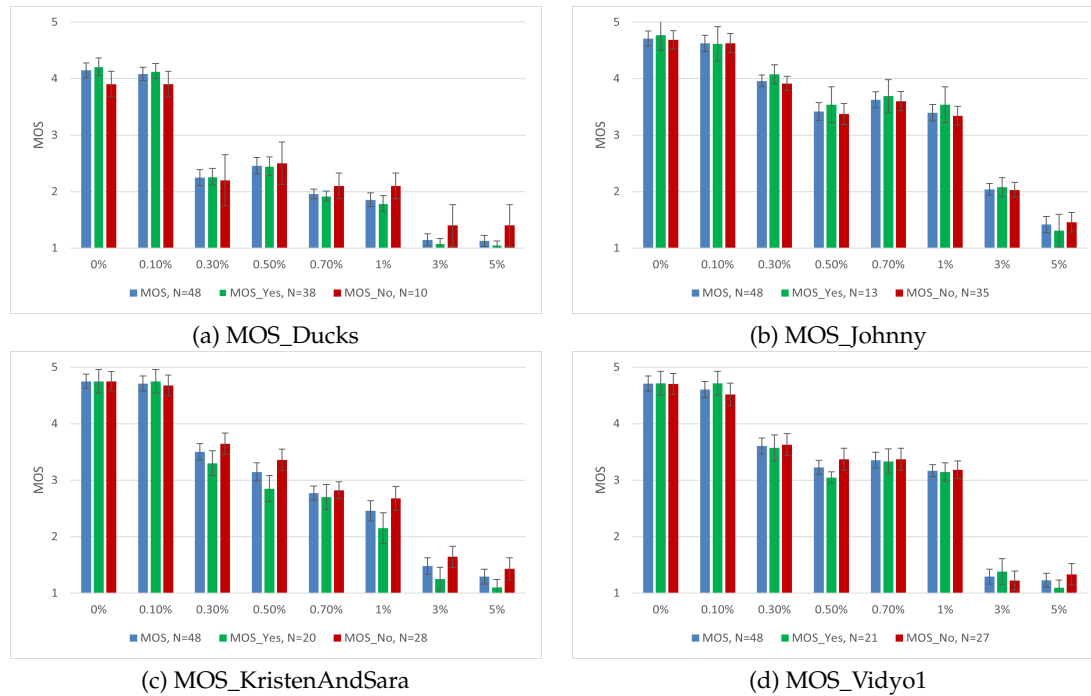 5
4
3
2
1
MOS
0% 0.10% 0.30% 0.50% 0.70% 1% 3% 5%
MOS, N=48 MOS_Yes, N=38 MOS_No, N=10
(a) MOS_Ducks
5
4
3
2
1
MOS
0% 0.10% 0.30% 0.50% 0.70% 1% 3% 5%
MOS, N=48 MOS_Yes, N=13 MOS_No, N=35
(b) MOS_Johnny
5
4
3
2
1
MOS
0% 0.10% 0.30% 0.50% 0.70% 1% 3% 5%
MOS, N=48 MOS_Yes, N=20 MOS_No, N=28
(c) MOS_KristenAndSara
5
4
3
2
1
MOS
0% 0.10% 0.30% 0.50% 0.70% 1% 3% 5%
MOS, N=48 MOS_Yes, N=21 MOS_No, N=27
(d) MOS_Vidyo1